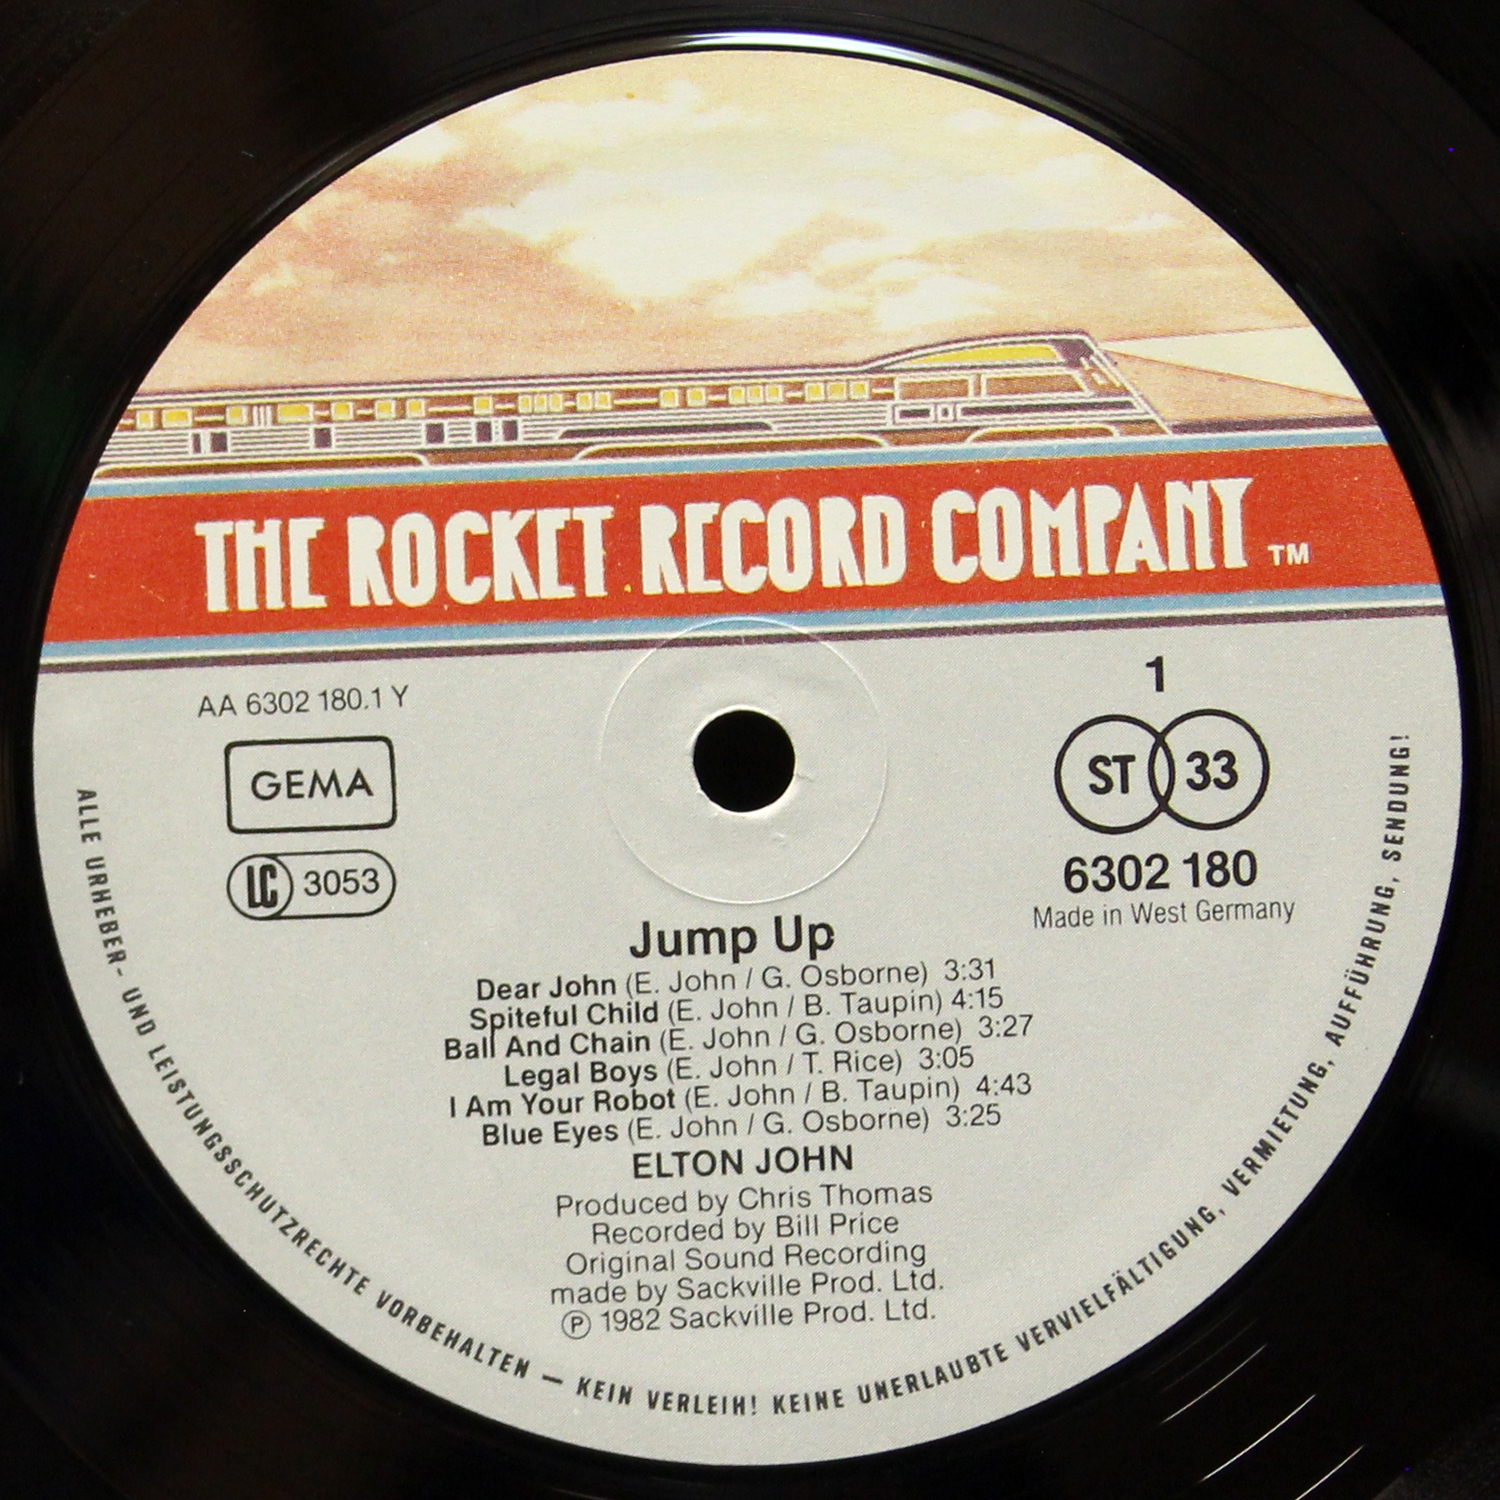 THE ROCKET RECORD COMPANY TM
AA 6302 180.1 Y
GEMA
LC 3053
1
ST 33
6302 180
Made in West Germany
Jump Up
Dear John (E. John / G. Osborne) 3:31
Spiteful Child (E. John / B. Taupin) 4:15
Ball And Chain (E. John / G. Osborne) 3:27
Legal Boys (E. John / T. Rice) 3:05
I Am Your Robot (E. John / B. Taupin) 4:43
Blue Eyes (E. John / G. Osborne) 3:25
ELTON JOHN
Produced by Chris Thomas
Recorded by Bill Price
Original Sound Recording
made by Sackville Prod. Ltd.
℗ 1982 Sackville Prod. Ltd.
ALLE URHEBER- UND LEISTUNGSSCHUTZRECHTE VORBEHALTEN — KEIN VERLEIH! KEINE UNERLAUBTE VERVIELFÄLTIGUNG, VERMIETUNG, AUFFÜHRUNG, SENDUNG!